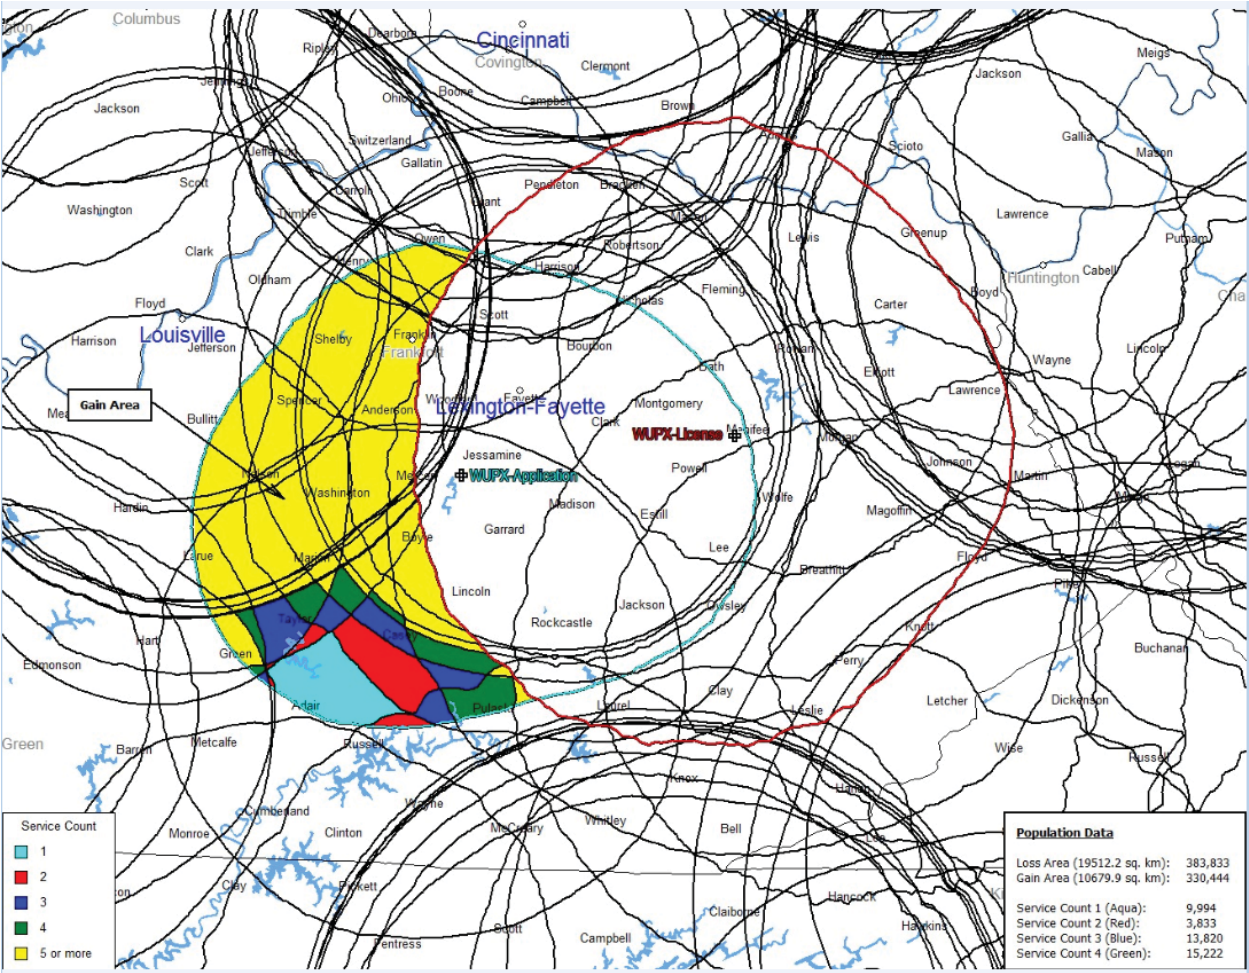 Columbus
Dearborn
Cincinnati
Ripley
Covington
Clermont
Meigs
Jackson
Jennings
Boone
Ohio
Campbell
Brown
Jackson
Switzerland
Gallia
Mason
Jefferson
Scioto
Gallatin
Scott
Carroll
Pendleton
Bracken
Grant
Washington
Trimble
Mason
Lawrence
Greenup
Owen
Lewis
Putnam
Robertson
Clark
Henry
Harrison
Cabell
Huntington
Oldham
Fleming
Boyd
Floyd
Nicholas
Carter
Scott
Louisville
Shelby
Franklin
Harrison
Jefferson
Frankfort
Bourbon
Rowan
Lincoln
Wayne
Bath
Elliott
Lawrence
Gain Area
Spencer
Anderson
Woodford
Fayette
Lexington-Fayette
Montgomery
Bullitt
Clark
WUPX-License
Menifee
Morgan
Jessamine
Johnson
Logan
Nelson
Mercer
WUPX-Application
Powell
Martin
Washington
Wolfe
Hardin
Madison
Estill
Magoffin
Garrard
Boyle
Lee
Larue
Marion
Floyd
Breathitt
Pike
Lincoln
Jackson
Owsley
Taylor
Rockcastle
Casey
Knott
Hart
Green
Buchanan
Edmonson
Perry
Clay
Adair
Pulaski
Laurel
Leslie
Letcher
Dickenson
Green
Barren
Metcalfe
Russell
Wise
Russell
Knox
Harlan
Wayne
Cumberland
Monroe
Clinton
McCreary
Whitley
Bell
Lee
Clay
Pickett
Hancock
Claiborne
Scott
Hawkins
Fentress
Campbell
Service Count
1
2
3
4
5 or more
Population Data
Loss Area (19512.2 sq. km): 383,833
Gain Area (10679.9 sq. km): 330,444
Service Count 1 (Aqua): 9,994
Service Count 2 (Red): 3,833
Service Count 3 (Blue): 13,820
Service Count 4 (Green): 15,222